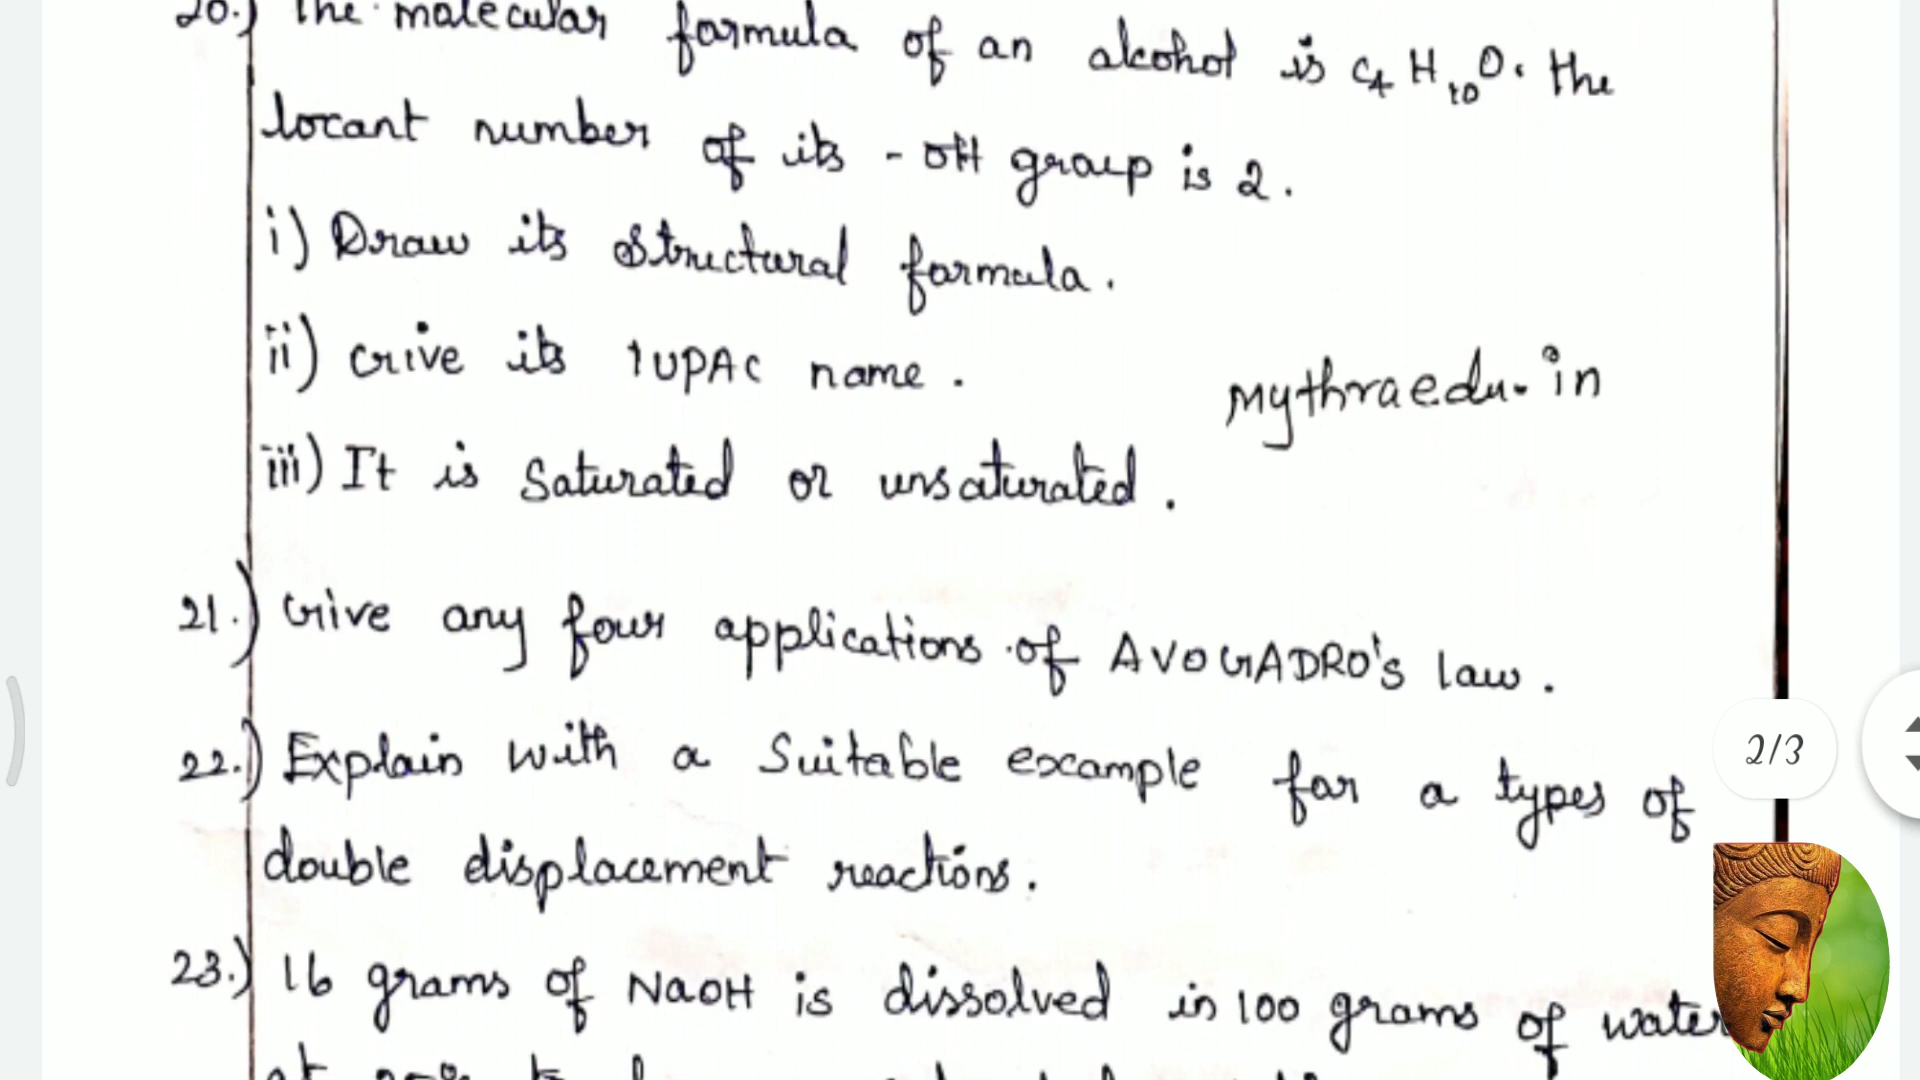 20.) The molecular formula of an alcohol is C4 H10 O. the
locant number of its - OH group is 2.
i) Draw its structural formula.
ii) Give its IUPAC name.
Mythraedu.in
iii) It is saturated or unsaturated.
21.) Give any four applications of AVOGADRO's law.
22.) Explain with a suitable example for a types of
double displacement reactions.
2/3
23.) 16 grams of NaOH is dissolved in 100 grams of water